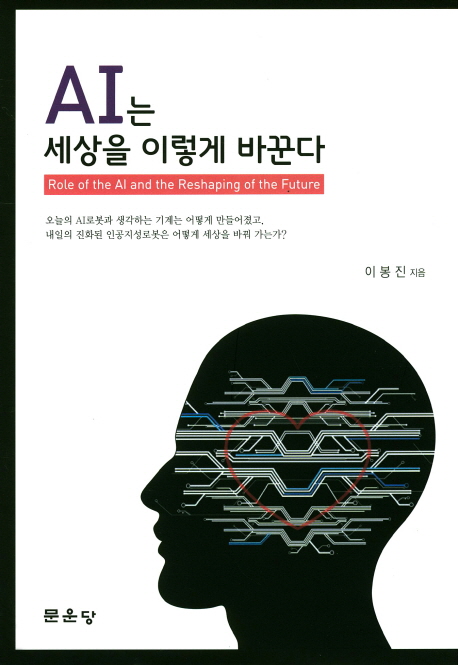 AI는
세상을 이렇게 바꾼다
Role of the AI and the Reshaping of the Future
오늘의 AI로봇과 생각하는 기계는 어떻게 만들어졌고,
내일의 진화된 인공지성로봇은 어떻게 세상을 바꿔 가는가?
이봉진 지음
문운당